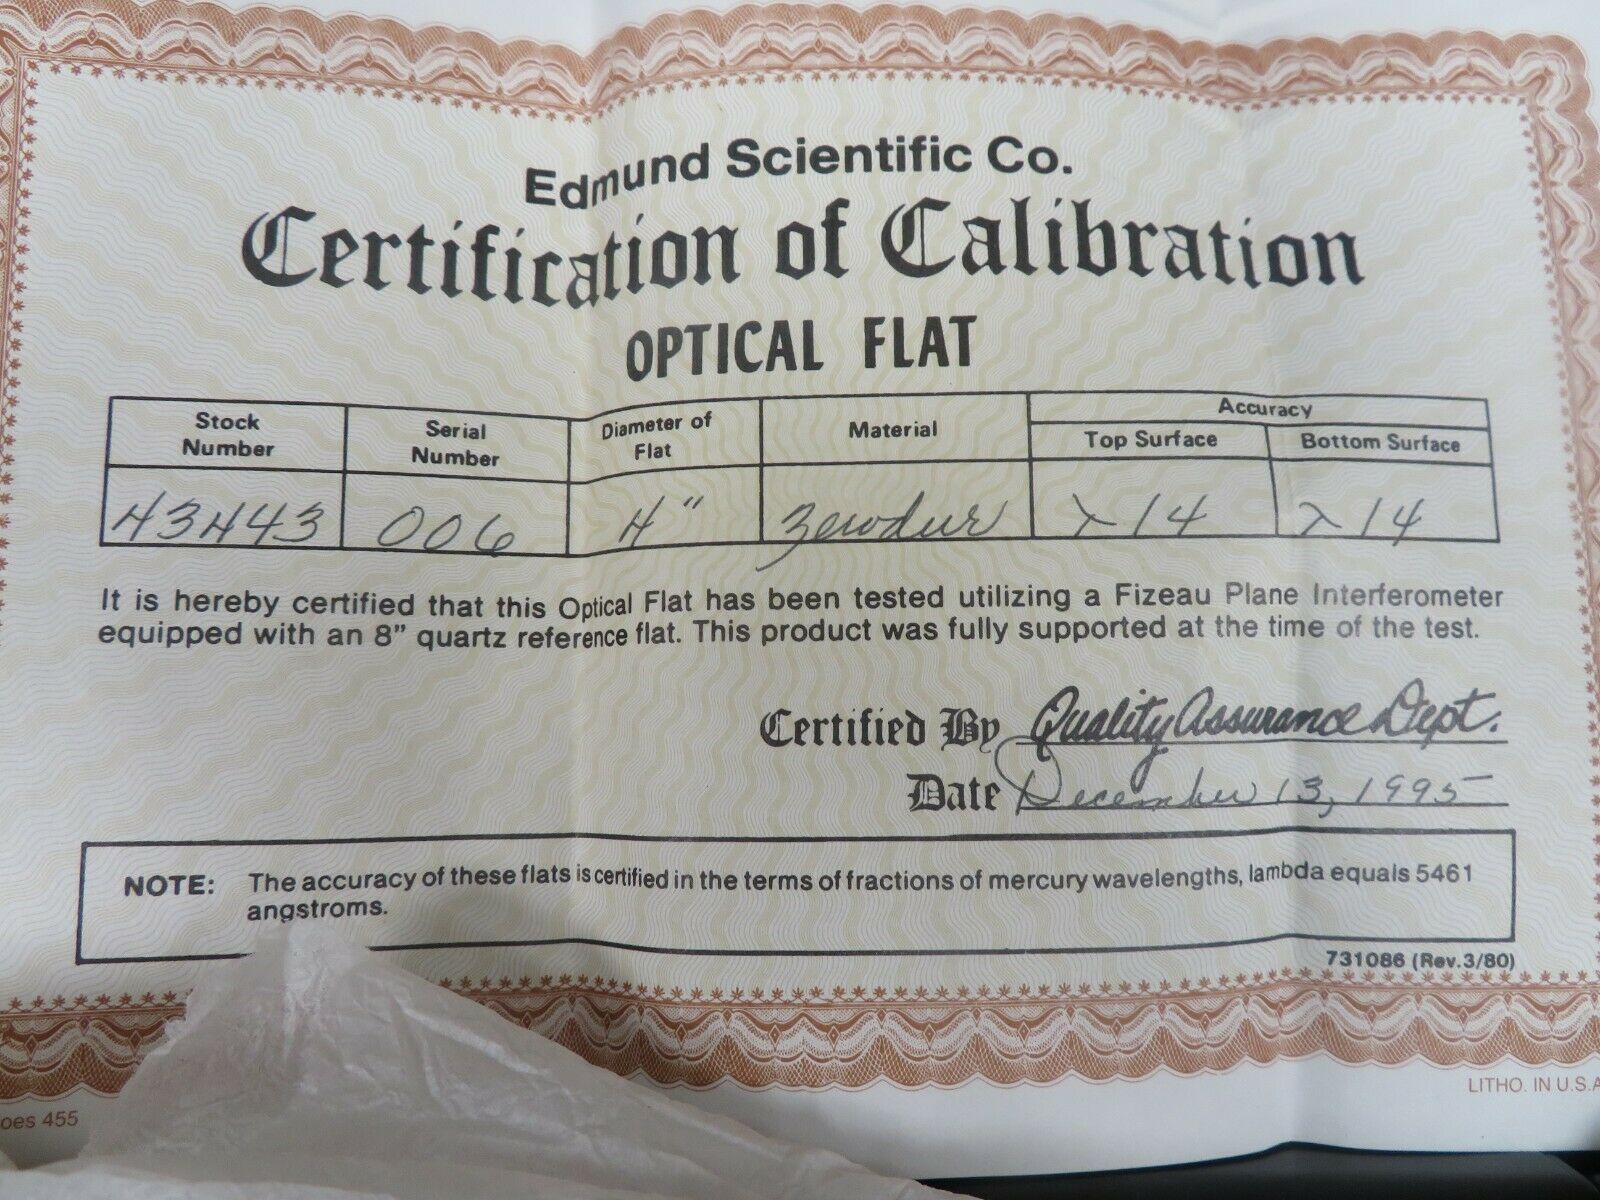 Edmund Scientific Co.
Certification of Calibration
OPTICAL FLAT
Stock Number
Serial Number
Diameter of Flat
Material
Accuracy
Top Surface
Bottom Surface
43443
006
4"
Zerodur
λ/4
λ/4
It is hereby certified that this Optical Flat has been tested utilizing a Fizeau Plane Interferometer
equipped with an 8" quartz reference flat. This product was fully supported at the time of the test.
Certified By Quality Assurance Dept.
Date December 13, 1995
NOTE: The accuracy of these flats is certified in the terms of fractions of mercury wavelengths, lambda equals 5461
angstroms.
731086 (Rev.3/80)
LITHO. IN U.S.A
oes 455